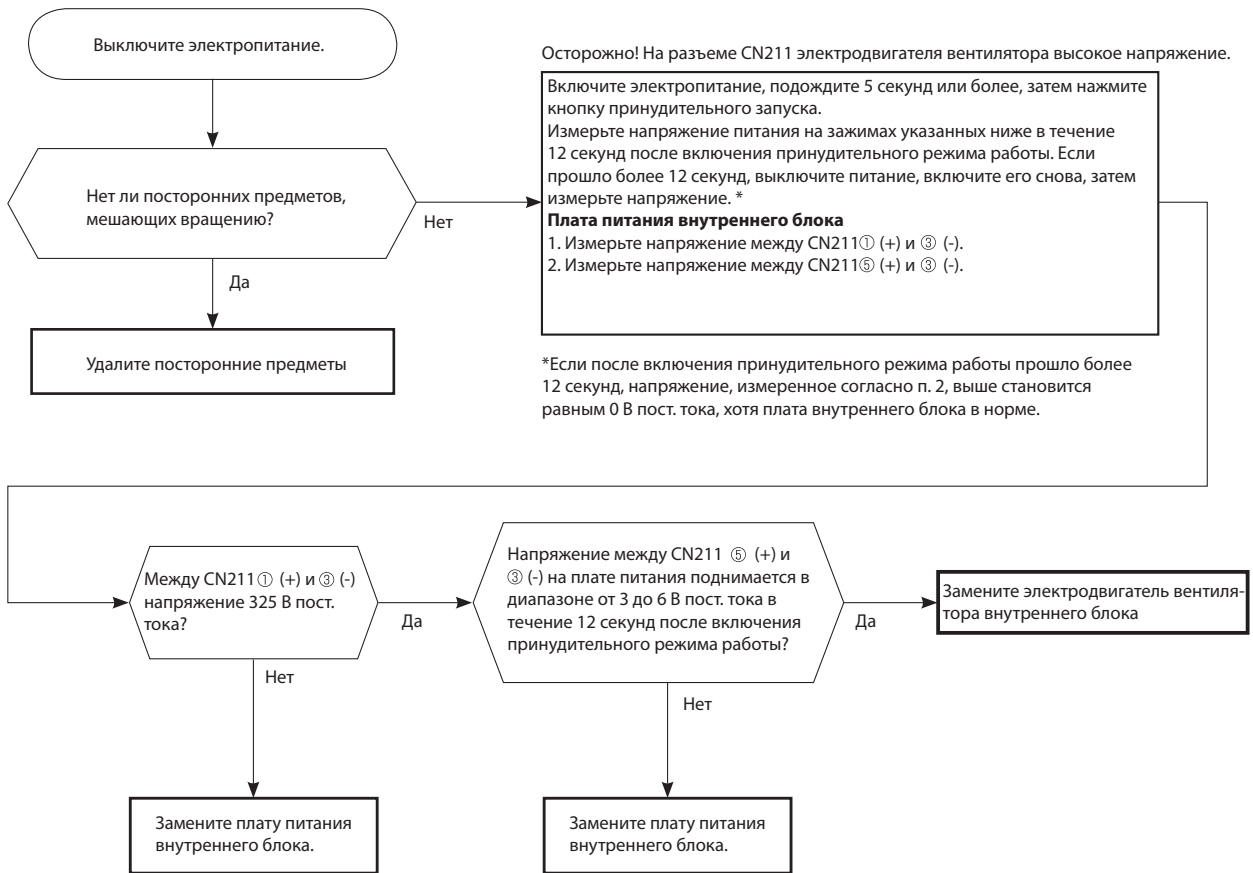 Выключите электропитание.
Осторожно! На разъеме CN211 электродвигателя вентилятора высокое напряжение.
Включите электропитание, подождите 5 секунд или более, затем нажмите
кнопку принудительного запуска.
Измерьте напряжение питания на зажимах указанных ниже в течение
12 секунд после включения принудительного режима работы. Если
прошло более 12 секунд, выключите питание, включите его снова, затем
измерьте напряжение. *
Плата питания внутреннего блока
1. Измерьте напряжение между CN211① (+) и ③ (-).
2. Измерьте напряжение между CN211⑤ (+) и ③ (-).
Нет ли посторонних предметов,
мешающих вращению?
Нет
Да
Удалите посторонние предметы
*Если после включения принудительного режима работы прошло более
12 секунд, напряжение, измеренное согласно п. 2, выше становится
равным 0 В пост. тока, хотя плата внутреннего блока в норме.
Между CN211① (+) и ③ (-)
напряжение 325 В пост.
тока?
Да
Нет
Напряжение между CN211 ⑤ (+) и
③ (-) на плате питания поднимается в
диапазоне от 3 до 6 В пост. тока в
течение 12 секунд после включения
принудительного режима работы?
Да
Нет
Замените электродвигатель вентиля-
тора внутреннего блока
Замените плату питания
внутреннего блока.
Замените плату питания
внутреннего блока.